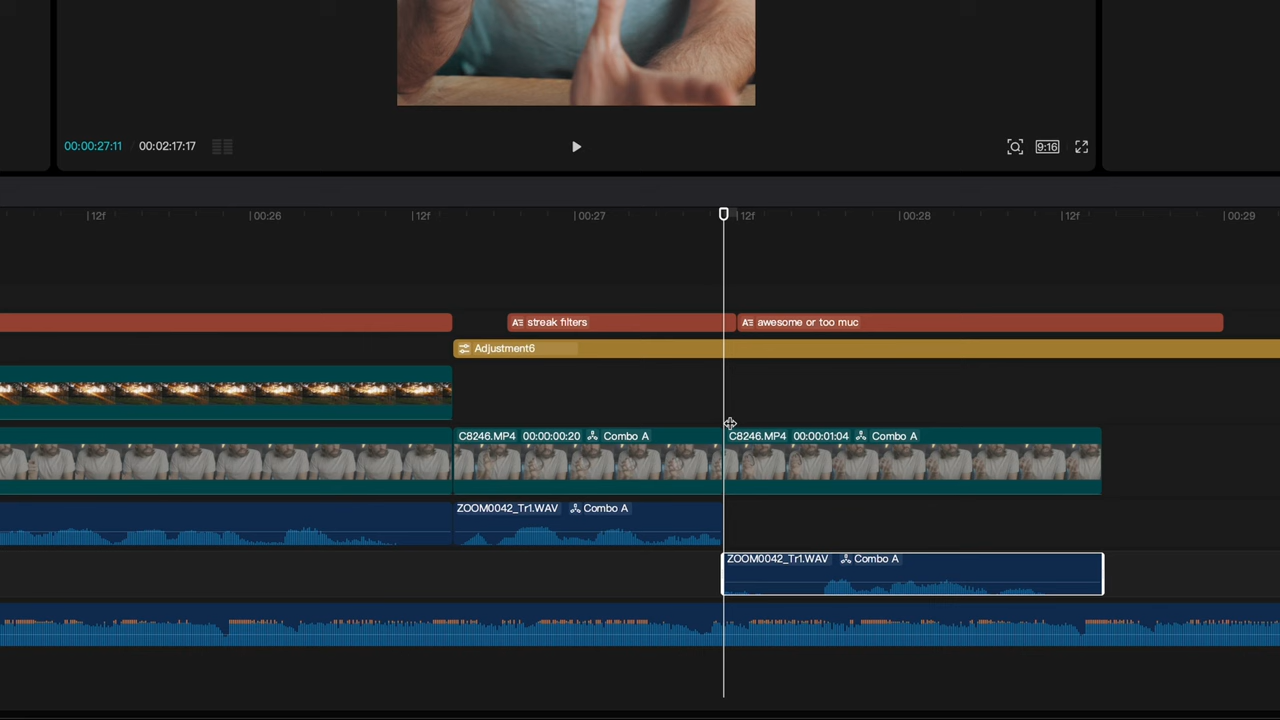 00:00:27:11 / 00:02:17:17
9:16
12f 00:26 12f 00:27 12f 00:28 12f 00:29
streak filters
awesome or too muc
Adjustment6
C8246.MP4 00:00:00:20 Combo A
C8246.MP4 00:00:01:04 Combo A
ZOOM0042_Tr1.WAV Combo A
ZOOM0042_Tr1.WAV Combo A